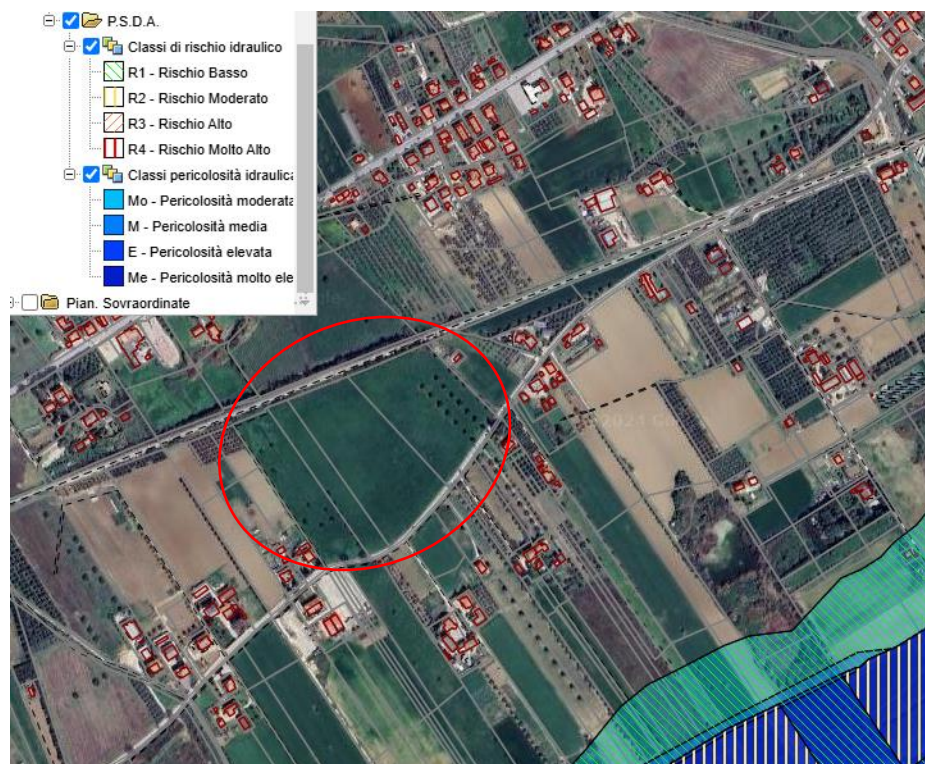 P.S.D.A.
Classi di rischio idraulico
R1 - Rischio Basso
R2 - Rischio Moderato
R3 - Rischio Alto
R4 - Rischio Molto Alto
Classi pericolosità idraulica
Mo - Pericolosità moderata
M - Pericolosità media
E - Pericolosità elevata
Me - Pericolosità molto ele
Pian. Sovraordinate